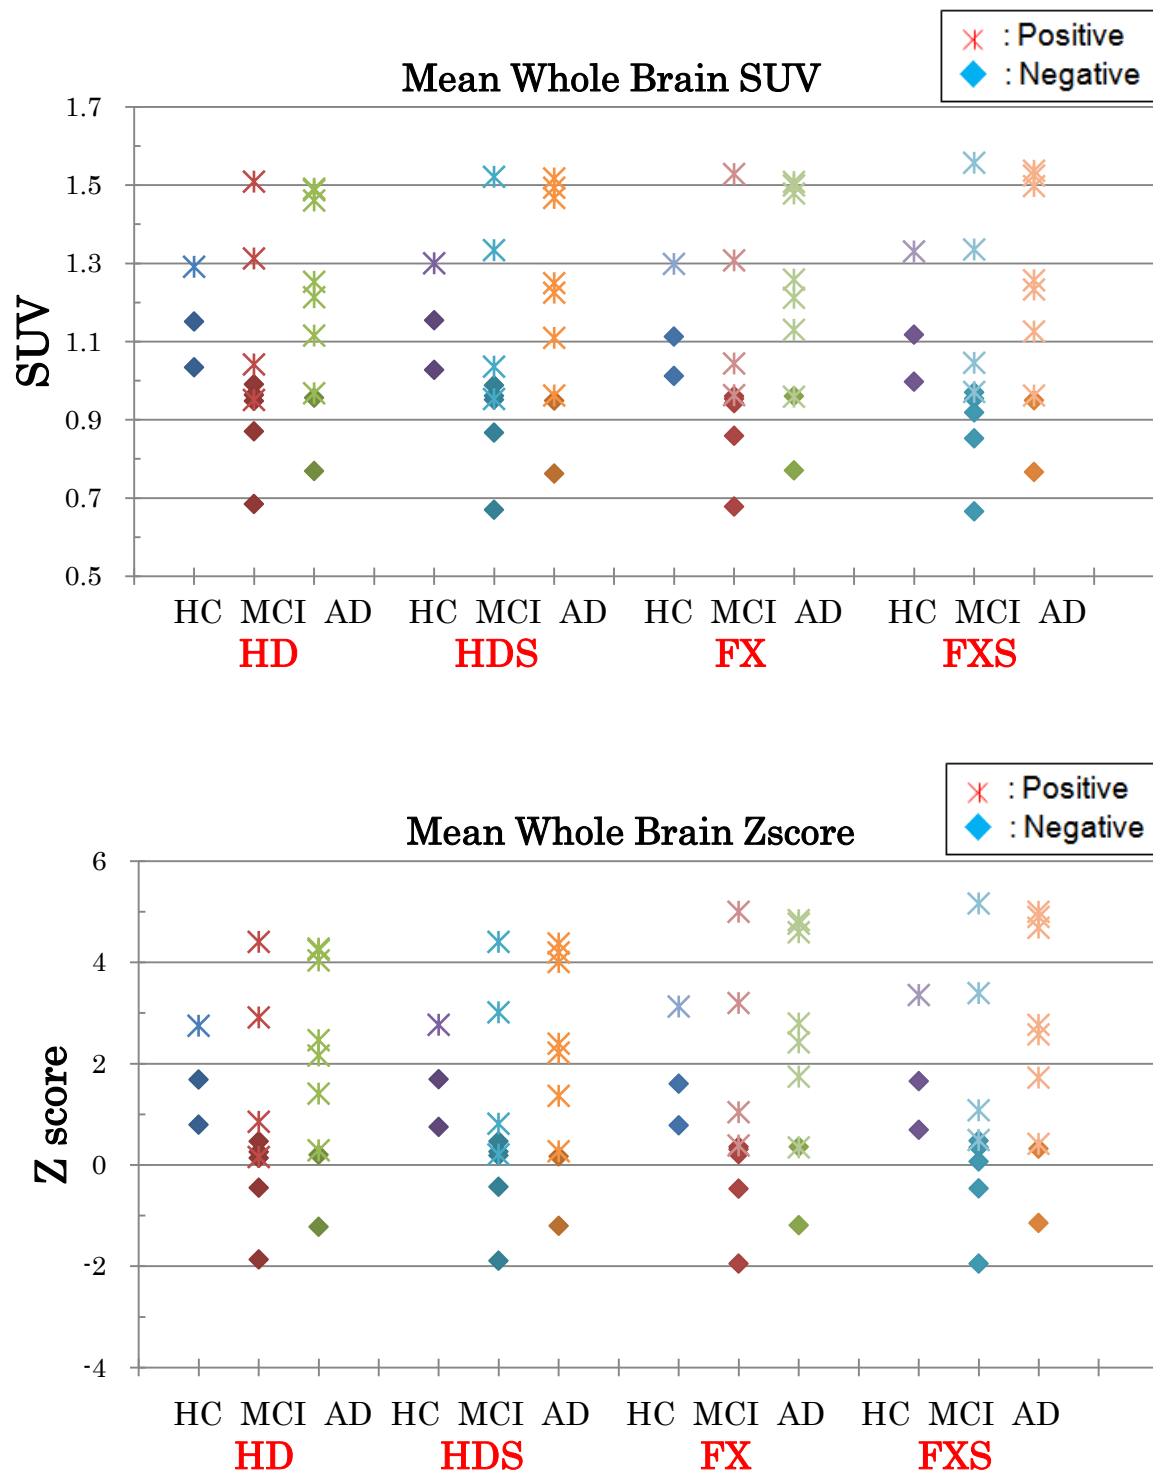 : Positive
: Negative
Mean Whole Brain SUV
1.7
1.5
1.3
1.1
0.9
0.7
0.5
SUV
HC MCI AD HC MCI AD HC MCI AD HC MCI AD
HD HDS FX FXS
: Positive
: Negative
Mean Whole Brain Zscore
6
4
2
0
-2
-4
Z score
HC MCI AD HC MCI AD HC MCI AD HC MCI AD
HD HDS FX FXS